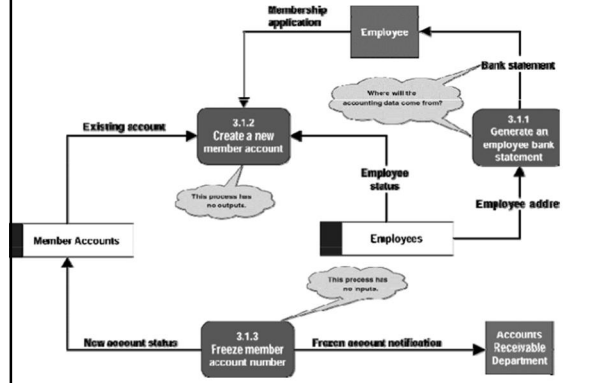 Membership
application
Employee
Bank statement
Where will the
accounting data come from?
3.1.1
Generate an
employee bank
statement
3.1.2
Create a new
member account
Existing account
This process has
no outputs.
Employee
status
Employee addre
Member Accounts
Employees
This process has
no inputs.
New account status
3.1.3
Freeze member
account number
Frozen account notification
Accounts
Receivable
Department